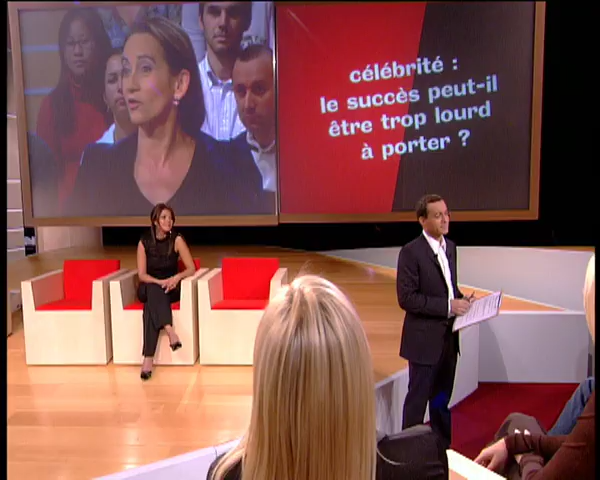 célébrité :
le succès peut-il
être trop lourd
à porter ?